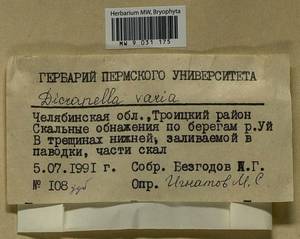 Herbarium MW, Bryophyta
MW 9 031 175
ГЕРБАРИЙ ПЕРМСКОГО УНИВЕРСИТЕТА
Dicranella varia
Челябинская обл., Троицкий район
Скальные обнажения по берегам р.Уй
В трещинах нижней, заливаемой в
паводки, части скал
5.07.1991 г. Собр. Безгодов А.Г.
№ 108 Опр. Игнатов М.С